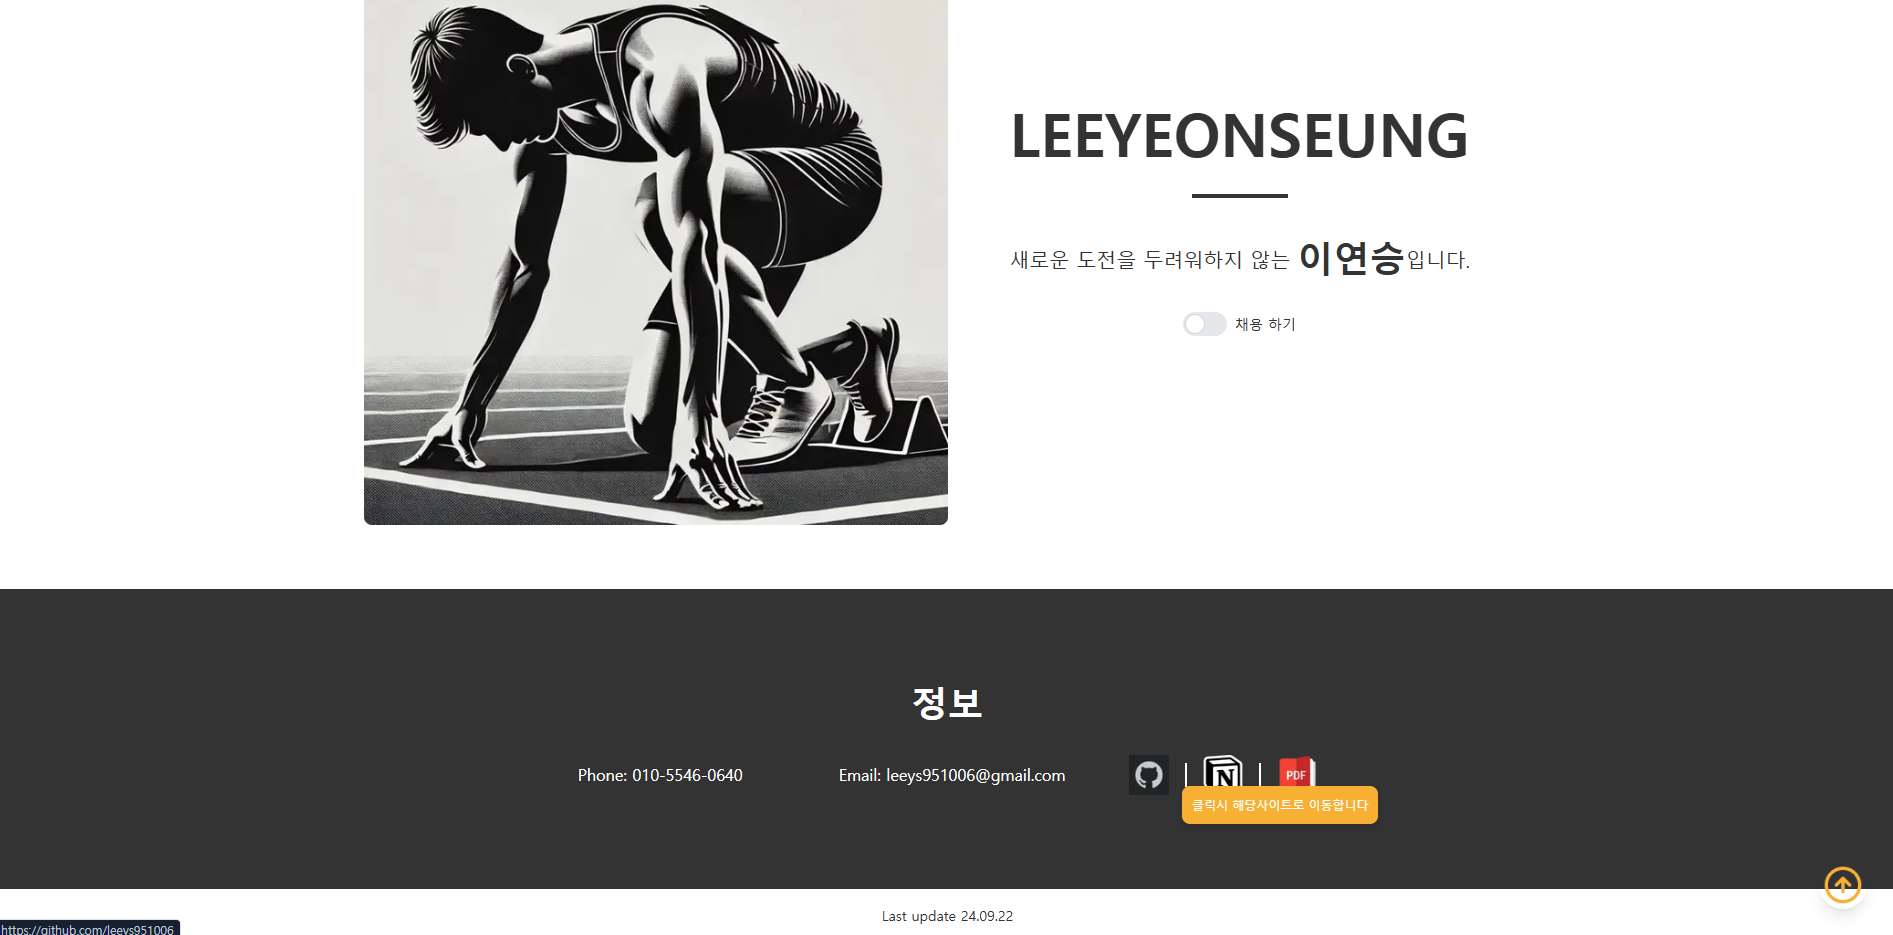 LEEYEONSEUNG
새로운 도전을 두려워하지 않는 이연승입니다.
채용 하기
정보
Phone: 010-5546-0640
Email: leeys951006@gmail.com
N
PDF
클릭시 해당사이트로 이동합니다
Last update 24.09.22
https://github.com/leeys951006